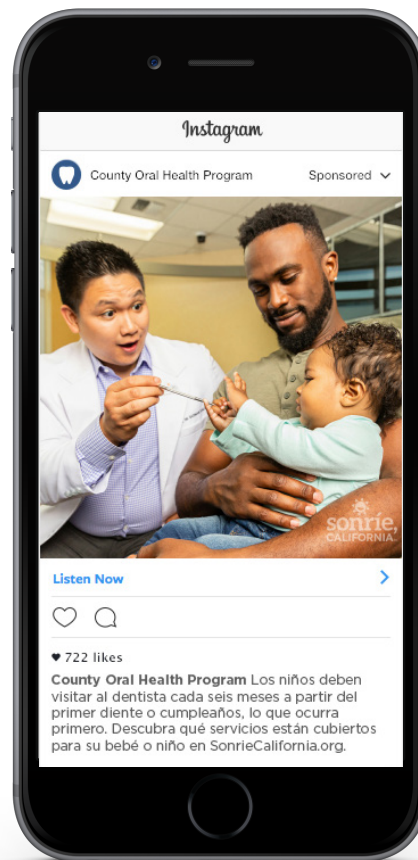 Instagram
County Oral Health Program Sponsored
sonríe,
CALIFORNIA
Listen Now
722 likes
County Oral Health Program Los niños deben
visitar al dentista cada seis meses a partir del
primer diente o cumpleaños, lo que ocurra
primero. Descubra qué servicios están cubiertos
para su bebé o niño en SonrieCalifornia.org.